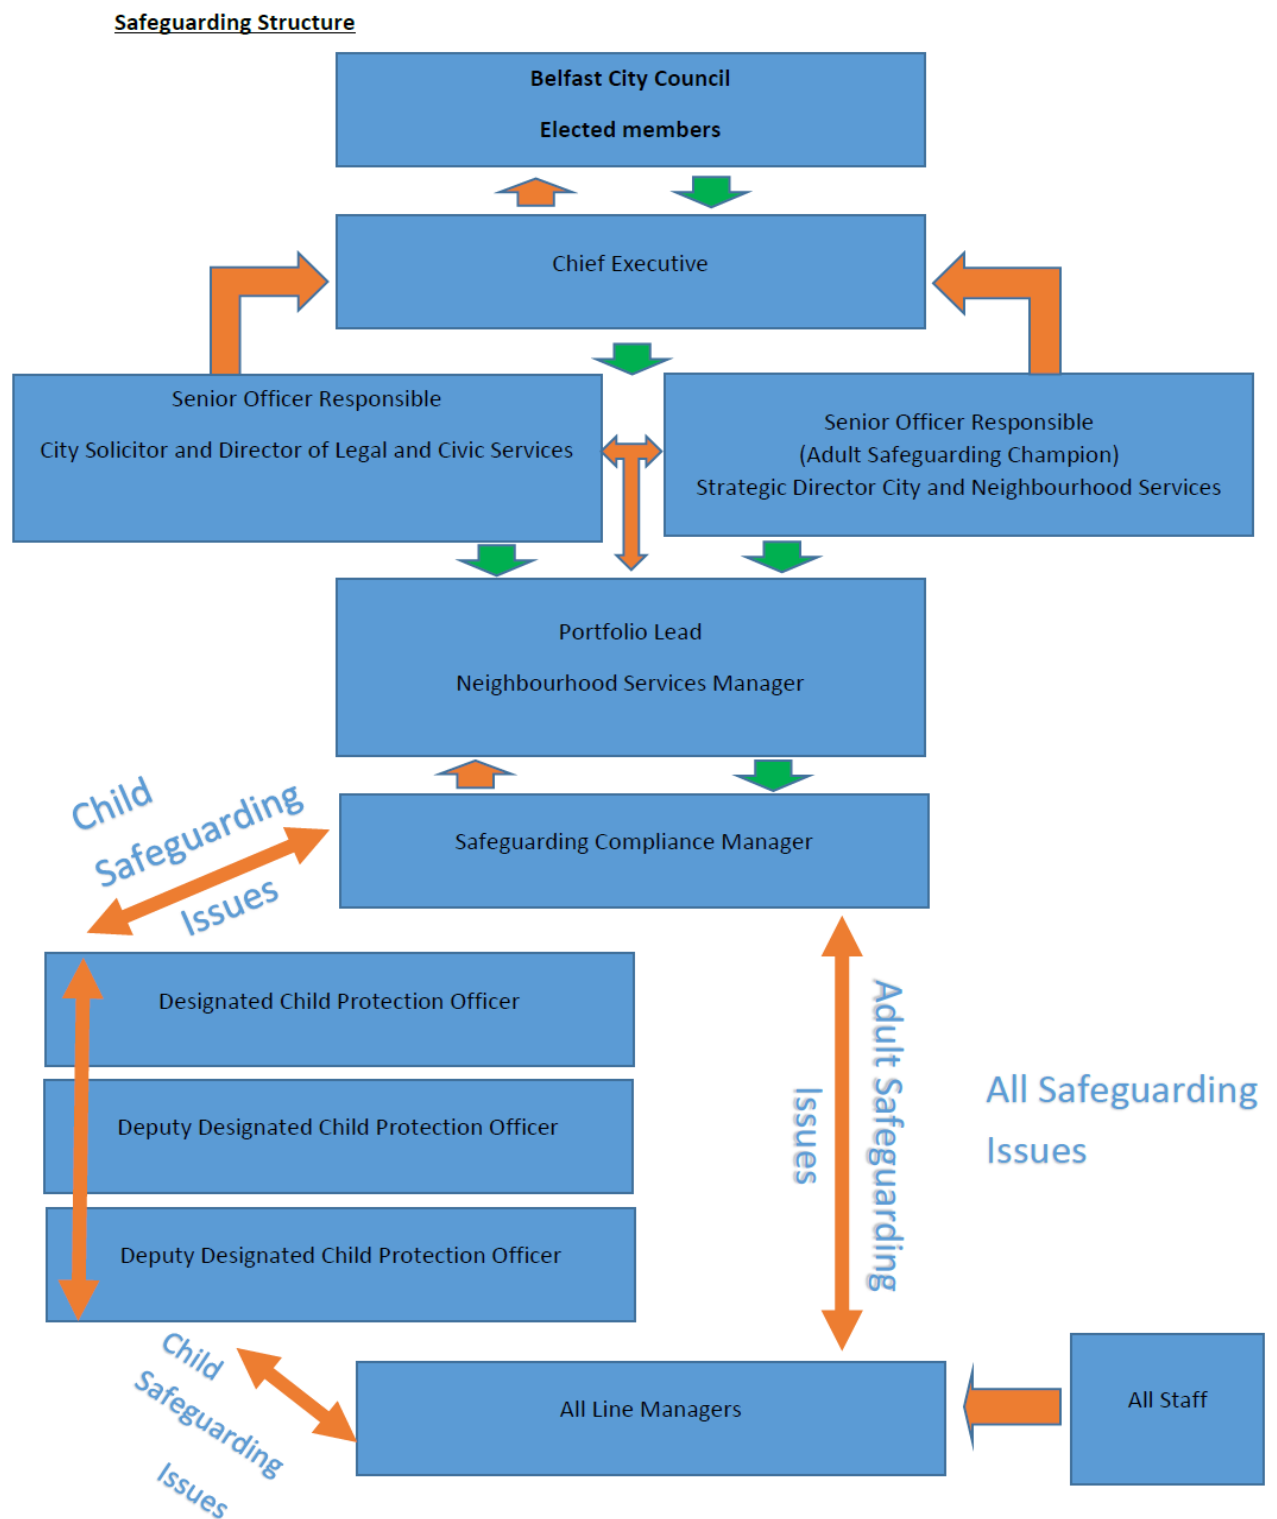 Safeguarding Structure
Belfast City Council
Elected members
Chief Executive
Senior Officer Responsible
City Solicitor and Director of Legal and Civic Services
Senior Officer Responsible
(Adult Safeguarding Champion)
Strategic Director City and Neighbourhood Services
Portfolio Lead
Neighbourhood Services Manager
Child
Safeguarding
Issues
Safeguarding Compliance Manager
Designated Child Protection Officer
Deputy Designated Child Protection Officer
Deputy Designated Child Protection Officer
Adult Safeguarding
Issues
All Safeguarding
Issues
Child
Safeguarding
Issues
All Line Managers
All Staff